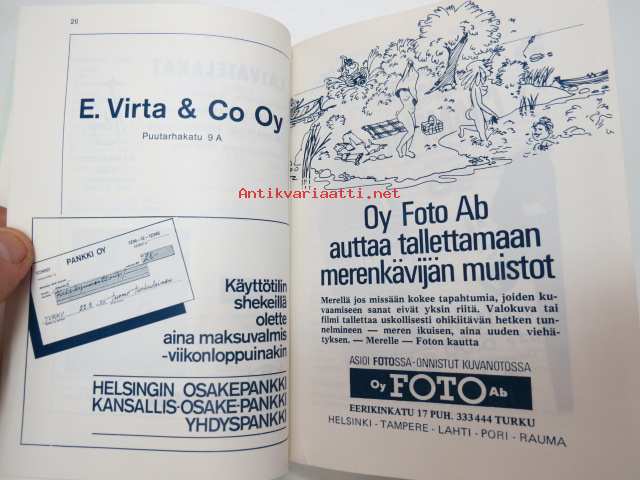 26
E. Virta & Co Oy
Puutarhakatu 9 A
PANKKI OY
TURKU
Käyttötilin
shekeillä
olette
aina maksuvalmis
-viikonloppuinakin
HELSINGIN OSAKEPANKKI
KANSALLIS-OSAKE-PANKKI
YHDYSPANKKI
Antikvariaatti.net
Oy Foto Ab
auttaa tallettamaan
merenkävijän muistot
Merellä jos missään kokee tapahtumia, joiden ku-
vaamiseen sanat eivät yksin riitä. Valokuva tai
filmi tallettaa uskollisesti ohikiitävän hetken tun-
nelmineen — meren ikuisen, aina uuden viehä-
tyksen. — Merelle — Foton kautta
ASIOI FOTOSSA-ONNISTUT KUVANOTOSSA
Oy FOTO Ab
EERIKINKATU 17 PUH. 333 444 TURKU
HELSINKI - TAMPERE - LAHTI - PORI - RAUMA